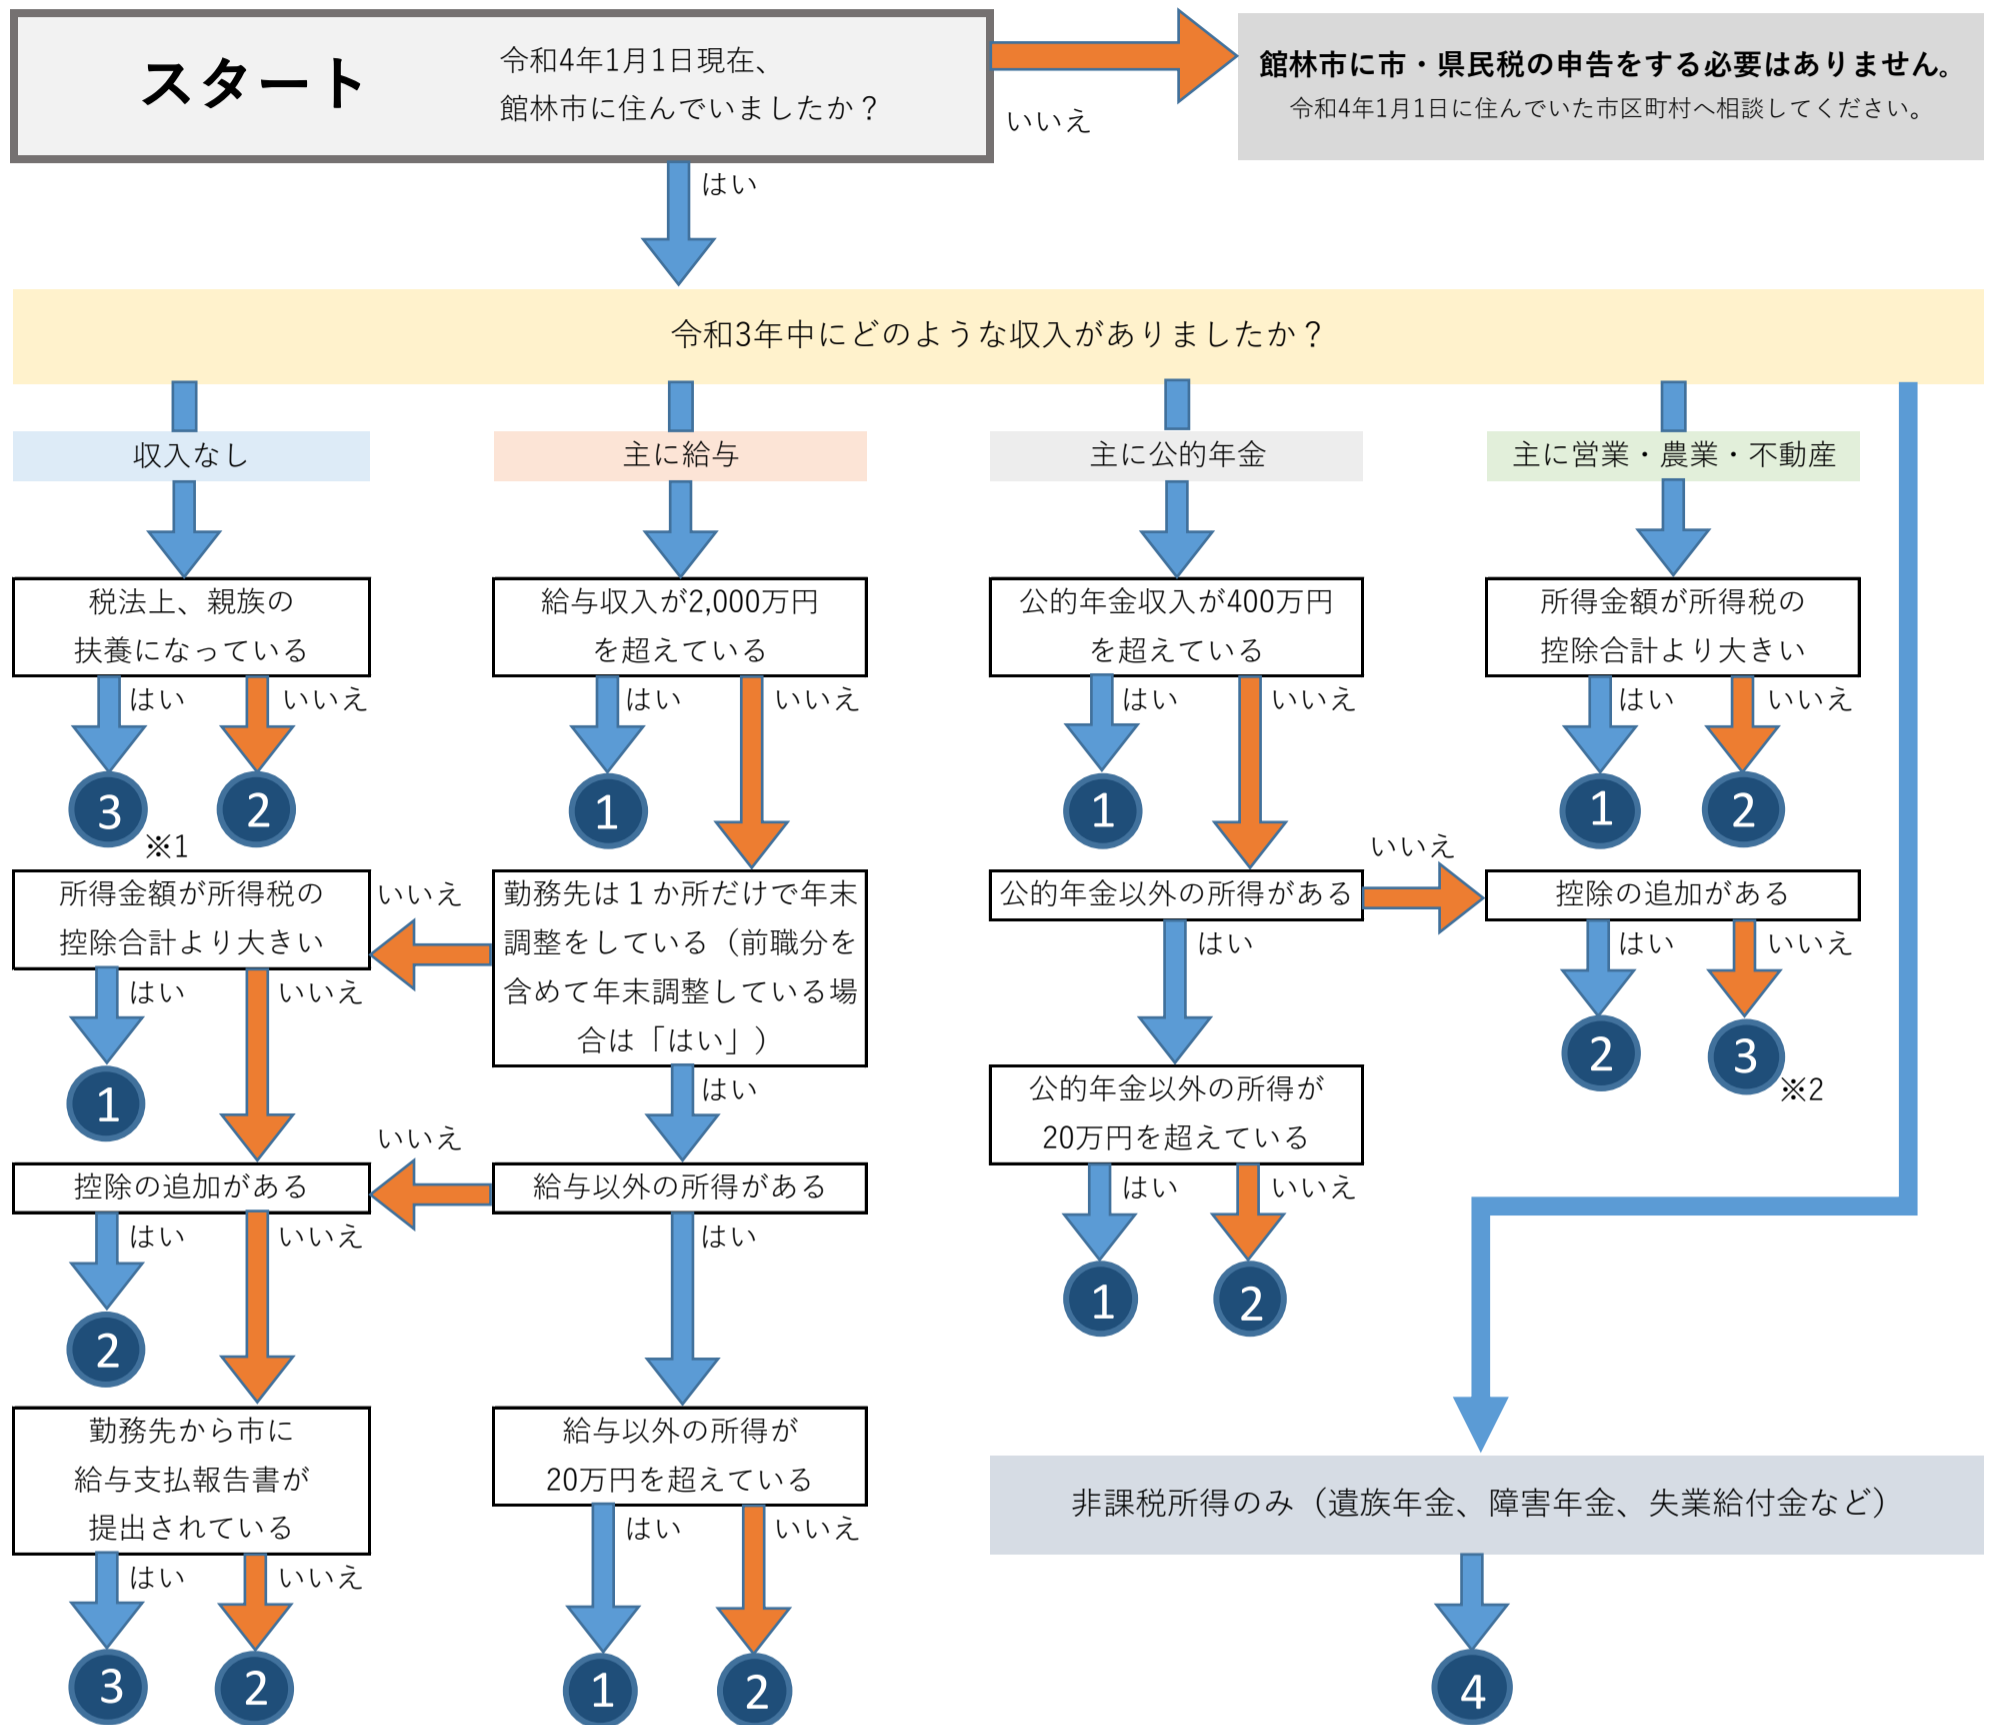 スタート
令和4年1月1日現在、
館林市に住んでいましたか？
いいえ
館林市に市・県民税の申告をする必要はありません。
令和4年1月1日に住んでいた市区町村へ相談してください。
はい
令和3年中にどのような収入がありましたか？
収入なし
主に給与
主に公的年金
主に営業・農業・不動産
税法上、親族の
扶養になっている
はい
いいえ
3
※1
2
給与収入が2,000万円
を超えている
はい
いいえ
1
公的年金収入が400万円
を超えている
はい
いいえ
1
所得金額が所得税の
控除合計より大きい
はい
いいえ
1
2
所得金額が所得税の
控除合計より大きい
はい
いいえ
1
いいえ
勤務先は１か所だけで年末
調整をしている（前職分を
含めて年末調整している場
合は「はい」）
はい
公的年金以外の所得がある
いいえ
はい
控除の追加がある
はい
いいえ
2
3
※2
公的年金以外の所得が
20万円を超えている
はい
いいえ
1
2
控除の追加がある
はい
いいえ
2
いいえ
給与以外の所得がある
はい
勤務先から市に
給与支払報告書が
提出されている
はい
いいえ
3
2
給与以外の所得が
20万円を超えている
はい
いいえ
1
2
非課税所得のみ（遺族年金、障害年金、失業給付金など）
4